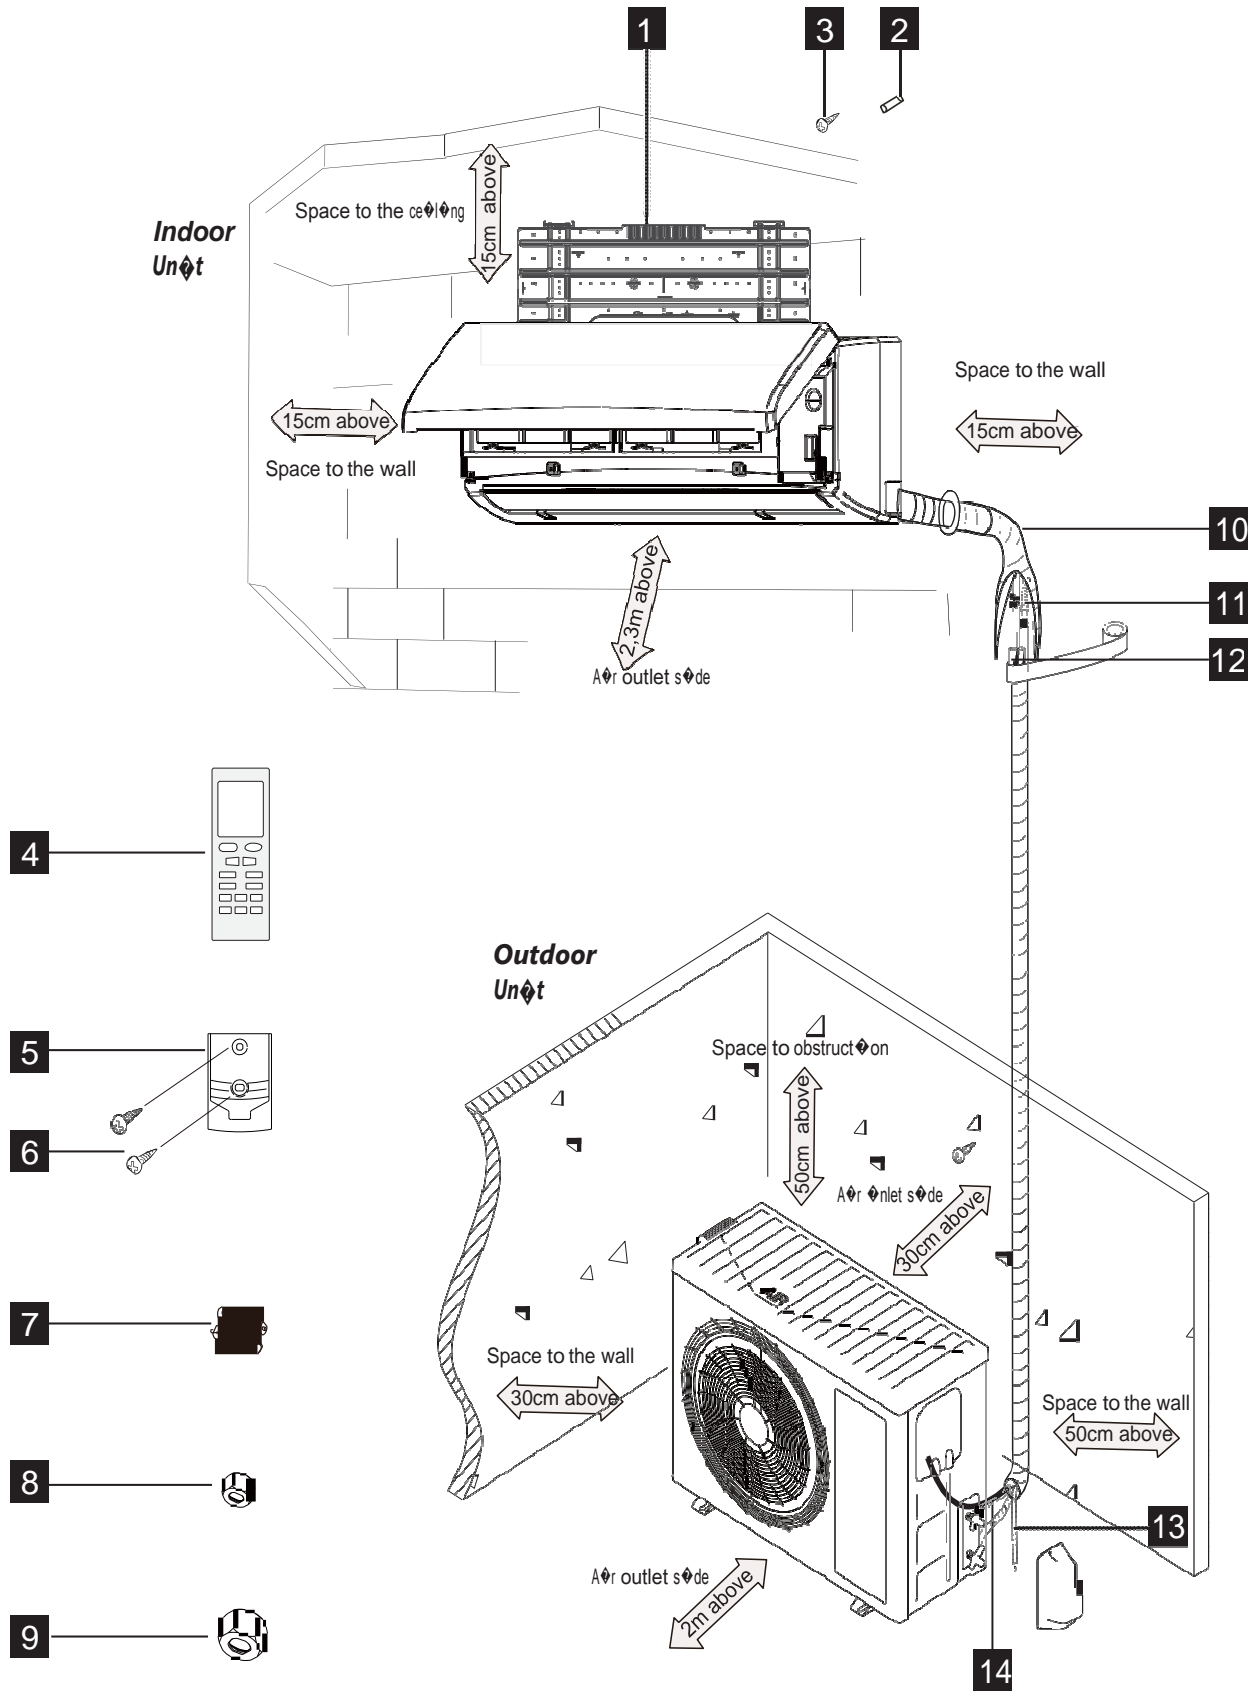 1
3
2
15cm above
Space to the ce�l�ng
Indoor
Un�t
Space to the wall
15cm above
15cm above
Space to the wall
10
11
2,3m above
12
A�r outlet s�de
4
Outdoor
Un�t
5
Space to obstruct�on
50cm above
6
A�r �nlet s�de
30cm above
7
Space to the wall
30cm above
Space to the wall
50cm above
8
13
A�r outlet s�de
2m above
9
14